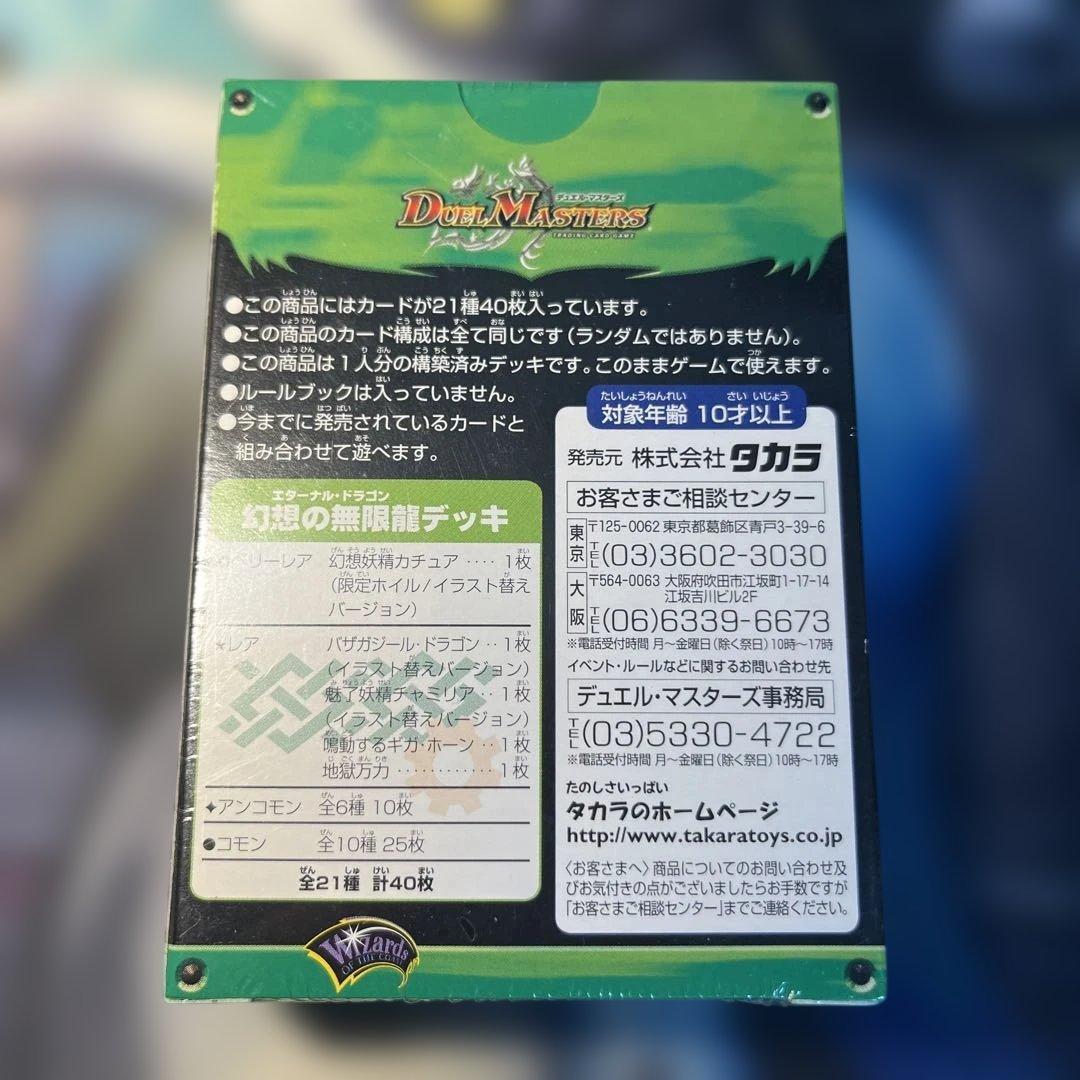 デュエル・マスターズ
DUEL MASTERS
TRADING CARD GAME
●この商品にはカードが21種40枚入っています。
●この商品のカード構成は全て同じです(ランダムではありません)。
●この商品は1人分の構築済みデッキです。このままゲームで使えます。
●ルールブックは入っていません。
●今までに発売されているカードと
組み合わせて遊べます。
エターナル・ドラゴン
幻想の無限龍デッキ
ベリーレア 幻想妖精カチュア ‥‥ 1枚
(限定ホイル/イラスト替え
バージョン)
★レア バザガジール・ドラゴン ‥ 1枚
(イラスト替えバージョン)
魅了妖精チャミリア ‥ 1枚
(イラスト替えバージョン)
鳴動するギガ・ホーン ‥ 1枚
地獄万力 ‥‥‥‥‥‥ 1枚
✦アンコモン 全6種 10枚
●コモン 全10種 25枚
全21種 計40枚
Wizards
OF THE COAST
たいしょうねんれい さい いじょう
対象年齢 10才以上
発売元 株式会社 タカラ
お客さまご相談センター
東京 〒125-0062 東京都葛飾区青戸3-39-6
TEL(03)3602-3030
大阪 〒564-0063 大阪府吹田市江坂町1-17-14
江坂吉川ビル2F
TEL(06)6339-6673
※電話受付時間 月〜金曜日(除く祭日)10時〜17時
イベント・ルールなどに関するお問い合わせ先
デュエル・マスターズ事務局
TEL(03)5330-4722
※電話受付時間 月〜金曜日(除く祭日)10時〜17時
たのしさいっぱい
タカラのホームページ
http://www.takaratoys.co.jp
〈お客さまへ〉商品についてのお問い合わせ及
びお気付きの点がございましたらお手数ですが
「お客さまご相談センター」までご連絡ください。